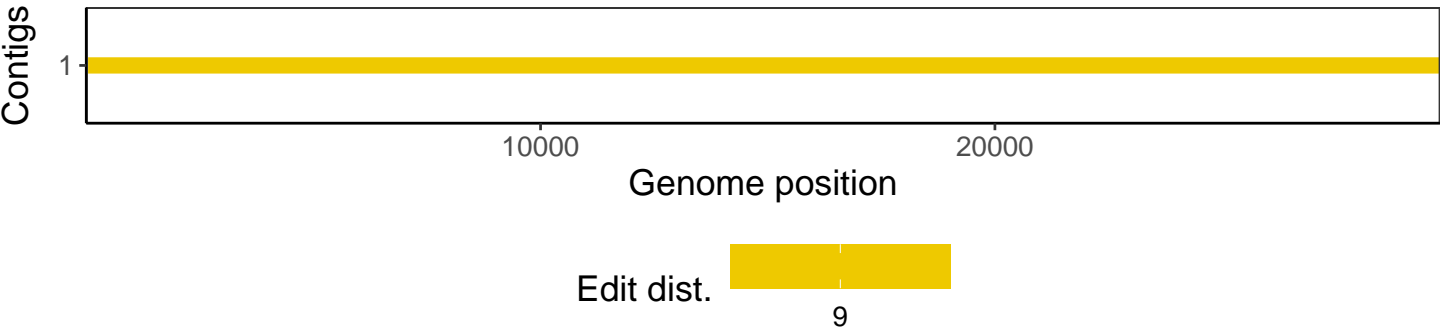 Contigs
1
10000 20000
Genome position
Edit dist.
9